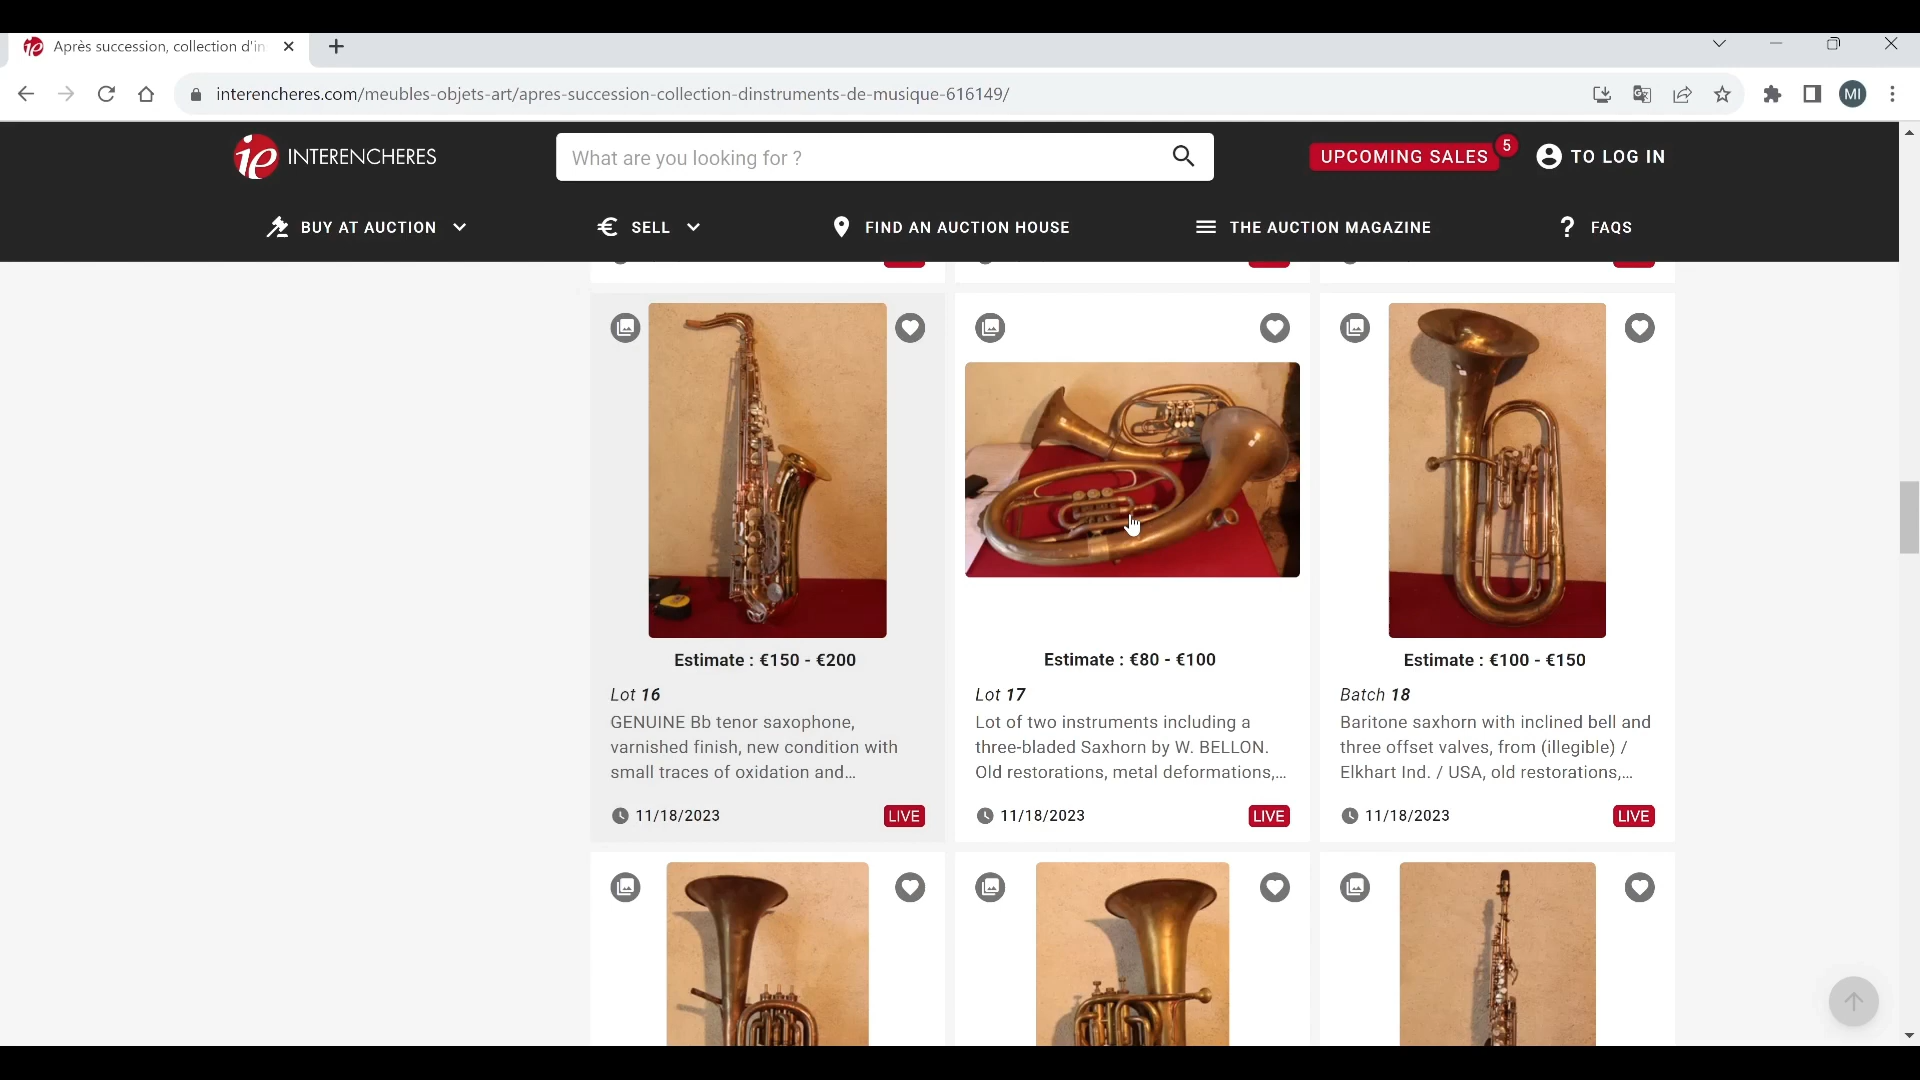 Après succession, collection d'in
interencheres.com/meubles-objets-art/apres-succession-collection-dinstruments-de-musique-616149/
MI
ie INTERENCHERES
What are you looking for ?
UPCOMING SALES 5
TO LOG IN
BUY AT AUCTION
€ SELL
FIND AN AUCTION HOUSE
THE AUCTION MAGAZINE
? FAQS
Estimate : €150 - €200
Lot 16
GENUINE Bb tenor saxophone,
varnished finish, new condition with
small traces of oxidation and...
11/18/2023 LIVE
Estimate : €80 - €100
Lot 17
Lot of two instruments including a
three-bladed Saxhorn by W. BELLON.
Old restorations, metal deformations,...
11/18/2023 LIVE
Estimate : €100 - €150
Batch 18
Baritone saxhorn with inclined bell and
three offset valves, from (illegible) /
Elkhart Ind. / USA, old restorations,...
11/18/2023 LIVE